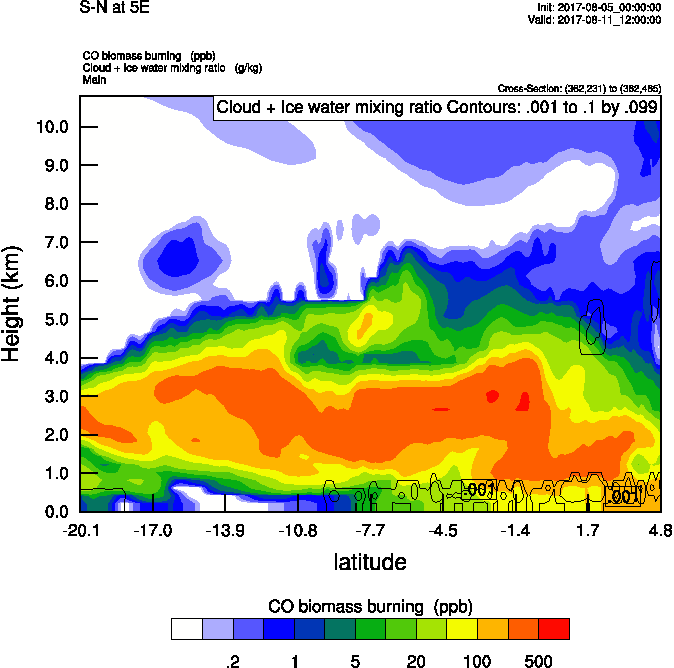 S-N at 5E
Init: 2017-08-05_00:00:00
Valid: 2017-08-11_12:00:00
CO biomass burning (ppb)
Cloud + Ice water mixing ratio (g/kg)
Main
Cross-Section: (362,231) to (362,485)
Cloud + Ice water mixing ratio Contours: .001 to .1 by .099
10.0
9.0
8.0
7.0
6.0
5.0
4.0
3.0
2.0
1.0
0.0
Height (km)
.001
.001
-20.1 -17.0 -13.9 -10.8 -7.7 -4.5 -1.4 1.7 4.8
latitude
CO biomass burning (ppb)
.2 1 5 20 100 500